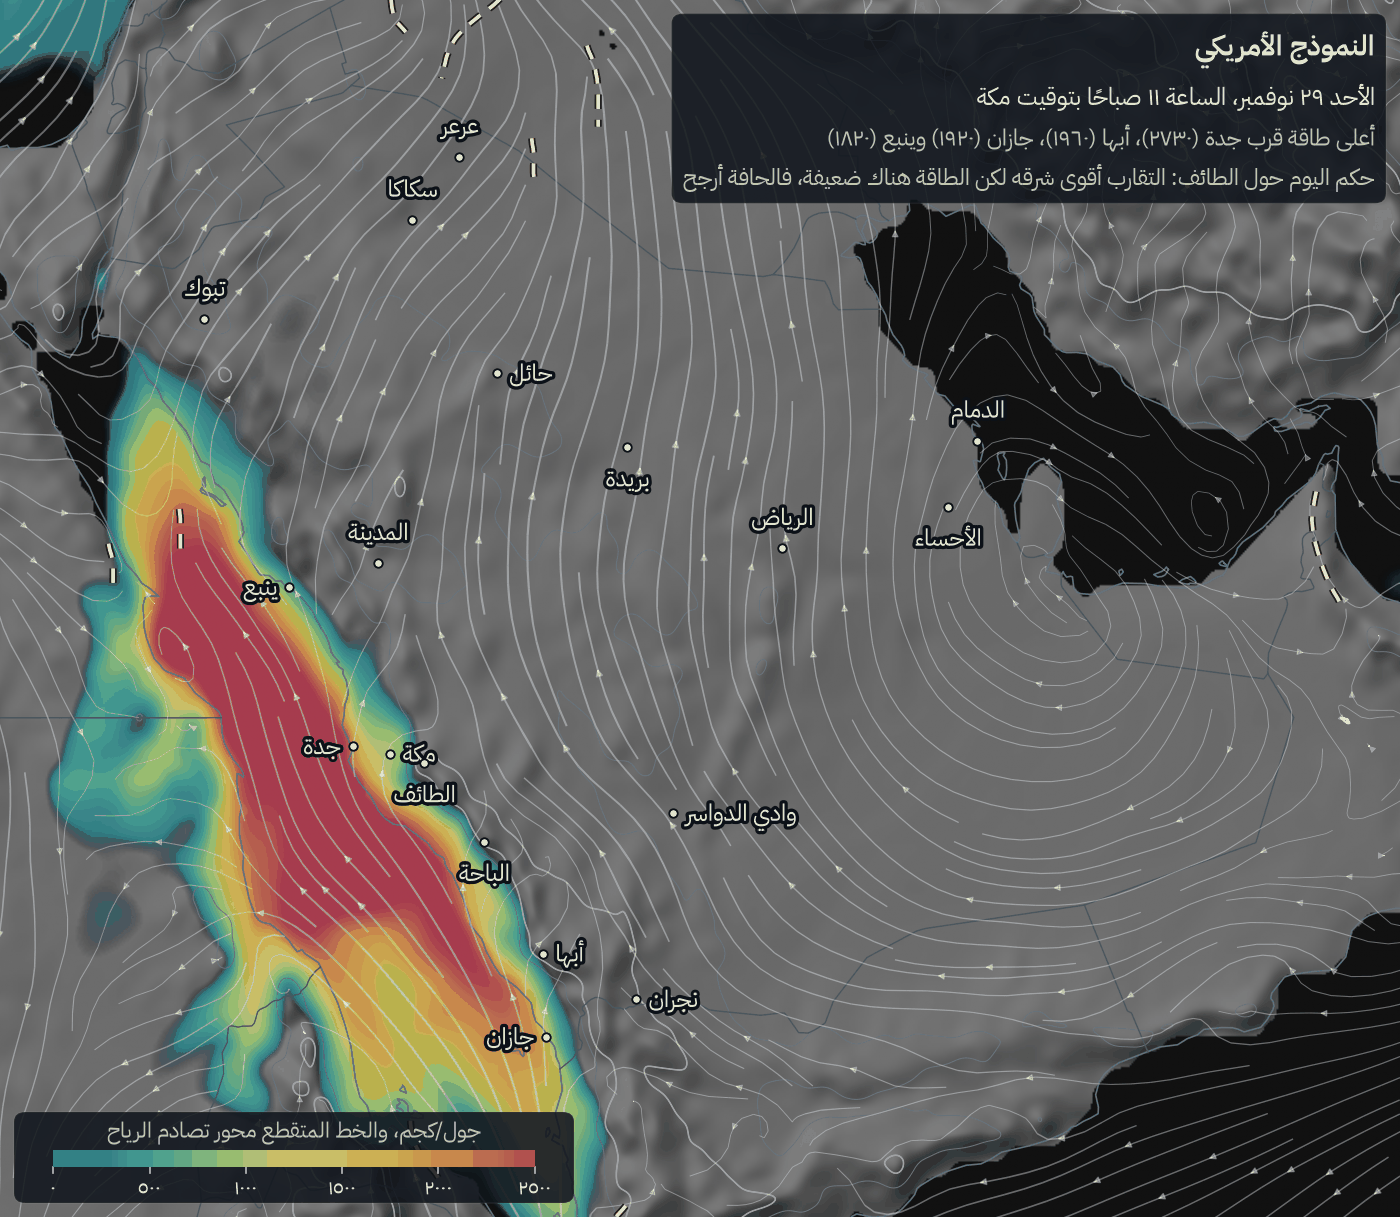 النموذج الأمريكي
الأحد ٢٩ نوفمبر، الساعة ١١ صباحًا بتوقيت مكة
أعلى طاقة قرب جدة (٢٧٣٠)، أبها (١٩٦٠)، جازان (١٩٢٠) وينبع (١٨٢٠)
حكم اليوم حول الطائف: التقارب أقوى شرقه لكن الطاقة هناك ضعيفة، فالحافة أرجح
عرعر
سكاكا
تبوك
حائل
الدمام
بريدة
الرياض
الأحساء
المدينة
ينبع
جدة
مكة
الطائف
وادي الدواسر
الباحة
أبها
نجران
جازان
جول/كجم، والخط المتقطع محور تصادم الرياح
٠ ٥٠٠ ١٠٠٠ ١٥٠٠ ٢٠٠٠ ٢٥٠٠